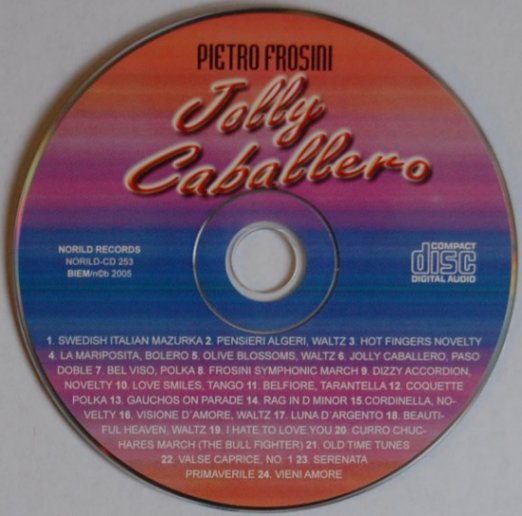 PIETRO FROSINI
Jolly
Caballero
NORILD RECORDS
NORILD-CD 253
BIEM/n©b 2005
COMPACT
disc
DIGITAL AUDIO
1. SWEDISH ITALIAN MAZURKA 2. PENSIERI ALGERI, WALTZ 3. HOT FINGERS NOVELTY
4. LA MARIPOSITA, BOLERO 5. OLIVE BLOSSOMS, WALTZ 6. JOLLY CABALLERO, PASO
DOBLE 7. BEL VISO, POLKA 8. FROSINI SYMPHONIC MARCH 9. DIZZY ACCORDION,
NOVELTY 10. LOVE SMILES, TANGO 11. BELFIORE, TARANTELLA 12. COQUETTE
POLKA 13. GAUCHOS ON PARADE 14. RAG IN D MINOR 15.CORDINELLA, NO-
VELTY 16. VISIONE D´AMORE, WALTZ 17. LUNA D´ARGENTO 18. BEAUTI-
FUL HEAVEN, WALTZ 19. I HATE TO LOVE YOU 20. CURRO CHUC-
HARES MARCH (THE BULL FIGHTER) 21. OLD TIME TUNES
22. VALSE CAPRICE, NO. 1 23. SERENATA
PRIMAVERILE 24. VIENI AMORE